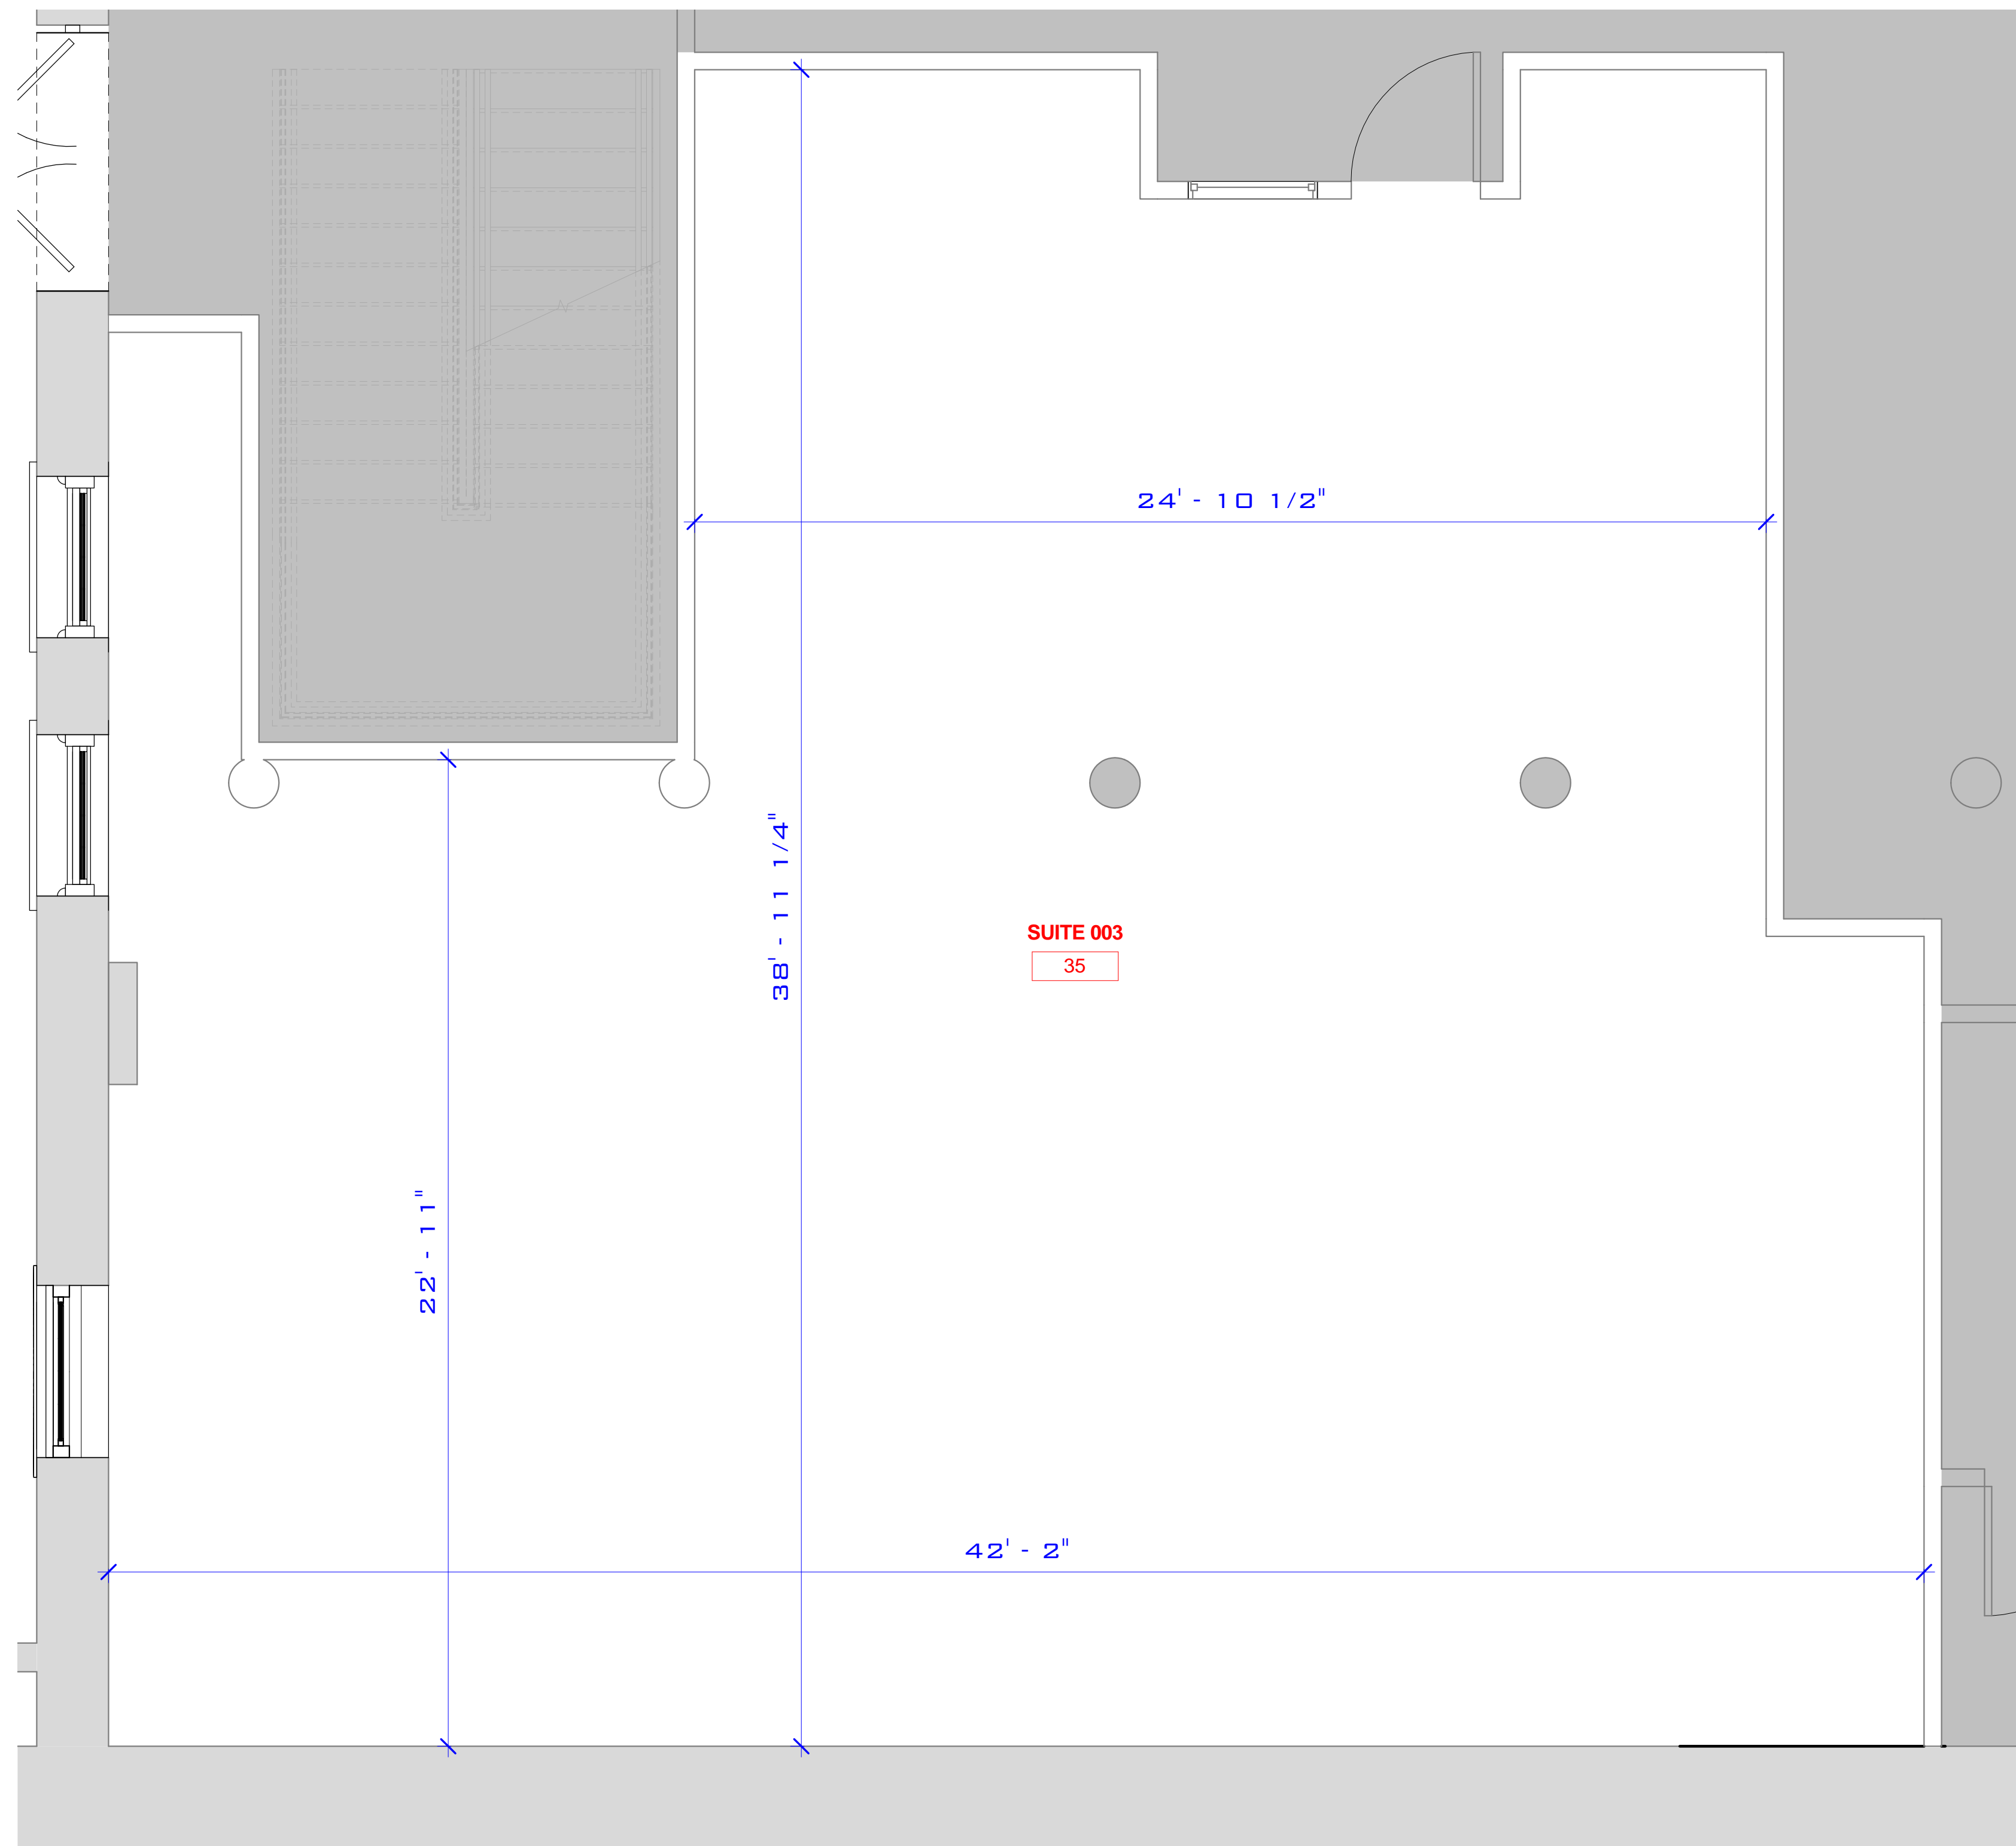 24' - 10 1/2"
38' - 11 1/4"
SUITE 003
35
22' - 11"
42' - 2"